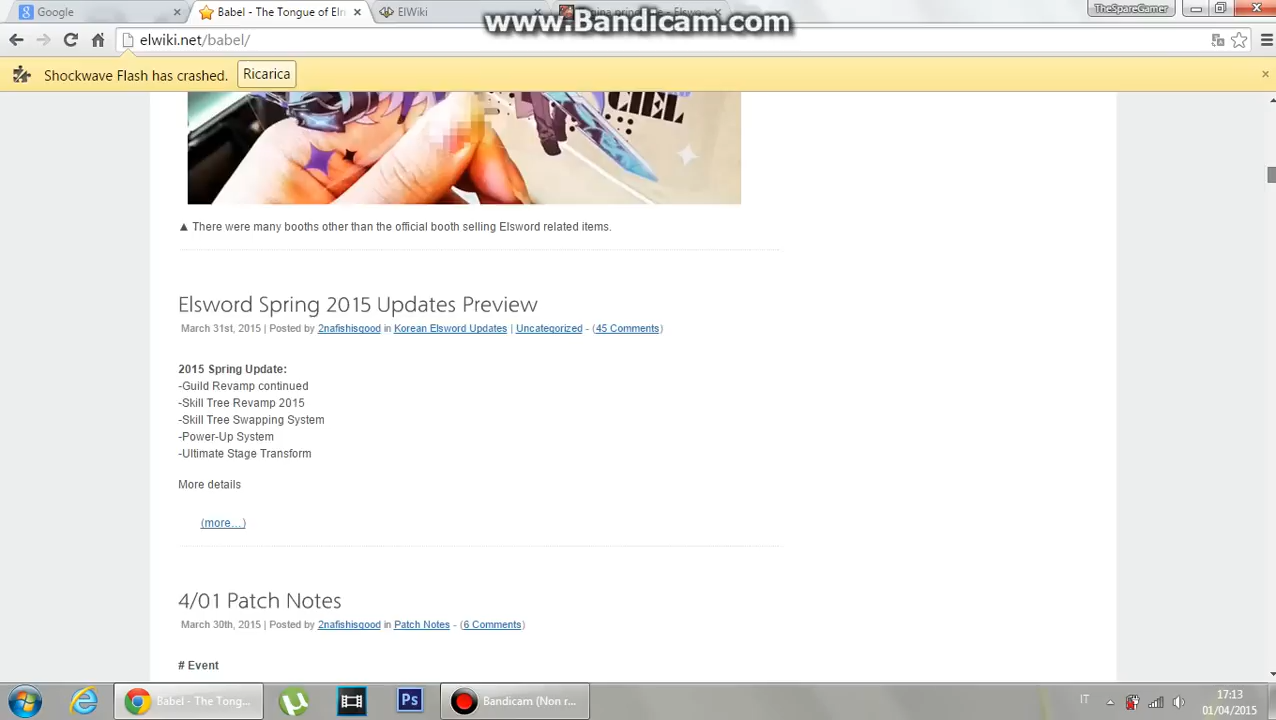 Google
Babel - The Tongue of Eln
ElWiki
www.Bandicam.com
TheSpareGamer
elwiki.net/babel/
Shockwave Flash has crashed.
Ricarica
CIEL
▲ There were many booths other than the official booth selling Elsword related items.
Elsword Spring 2015 Updates Preview
March 31st, 2015 | Posted by 2nafishisgood in Korean Elsword Updates | Uncategorized - (45 Comments)
2015 Spring Update:
-Guild Revamp continued
-Skill Tree Revamp 2015
-Skill Tree Swapping System
-Power-Up System
-Ultimate Stage Transform
More details
(more…)
4/01 Patch Notes
March 30th, 2015 | Posted by 2nafishisgood in Patch Notes - (6 Comments)
# Event
Babel - The Tong...
Ps
Bandicam (Non r...
IT
17:13
01/04/2015